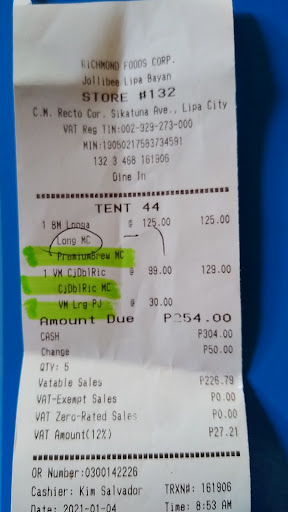 RICHMOND FOODS CORP.
Jollibee Lipa Bayan
STORE #132
C.M. Recto Cor. Sikatuna Ave., Lipa City
VAT Reg TIN:002-929-273-000
MIN:19050217583734591
132 3 468 161906
Dine In
TENT 44
1 BM Longa @ 125.00 125.00
Long MC
PremiumBrew MC
1 VM CjDblRic @ 99.00 129.00
CjDblRic MC
VM Lrg PJ @ 30.00
Amount Due P254.00
CASH P304.00
Change P50.00
QTY: 5
Vatable Sales P226.79
VAT-Exempt Sales P0.00
VAT Zero-Rated Sales P0.00
VAT Amount(12%) P27.21
OR Number:0300142226
Cashier: Kim Salvador TRXN#: 161906
Date: 2021-01-04 Time: 8:53 AM